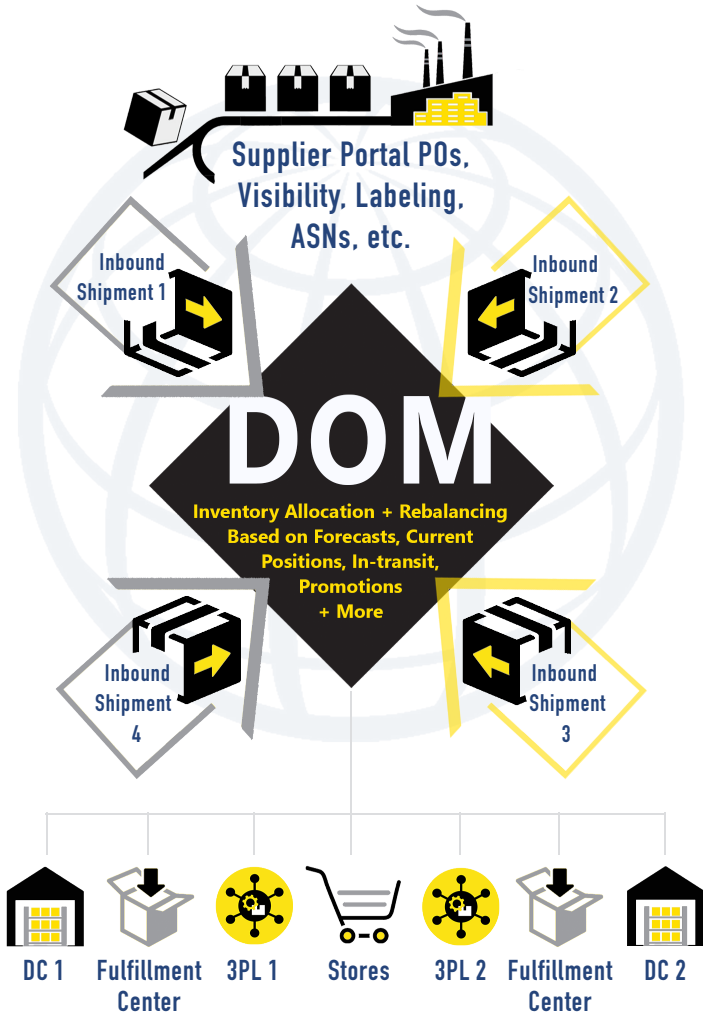 Supplier Portal POs,
Visibility, Labeling,
ASNs, etc.
Inbound
Shipment 1
Inbound
Shipment 2
DOM
Inventory Allocation + Rebalancing
Based on Forecasts, Current
Positions, In-transit,
Promotions
+ More
Inbound
Shipment
4
Inbound
Shipment
3
DC 1
Fulfillment
Center
3PL 1
Stores
3PL 2
Fulfillment
Center
DC 2